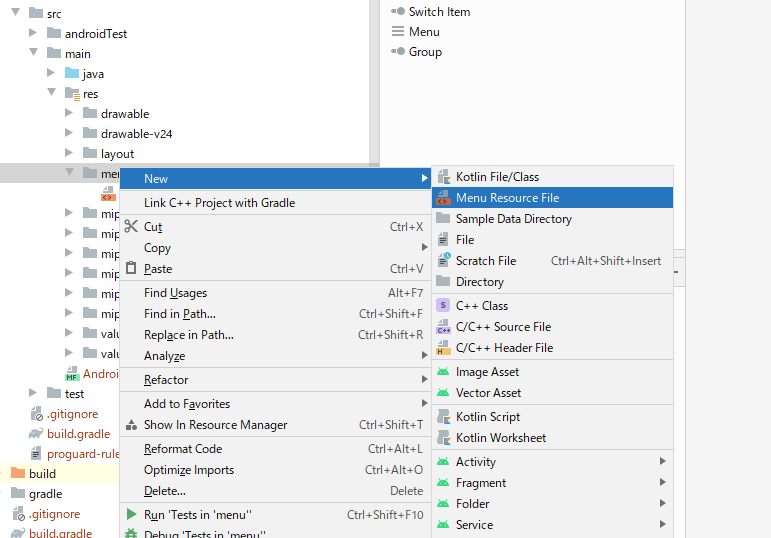 src
androidTest
main
java
res
drawable
drawable-v24
layout
mip
mip
mip
mip
mip
mip
test
.gitignore
build.gradle
proguard-rule
build
gradle
.gitignore
build.gradle
Switch Item
Menu
Group
New
Link C++ Project with Gradle
Cut Ctrl+X
Copy
Paste Ctrl+V
Find Usages Alt+F7
Find in Path... Ctrl+Shift+F
Replace in Path... Ctrl+Shift+R
Analyze
Refactor
Add to Favorites
Show In Resource Manager Ctrl+Shift+T
Reformat Code Ctrl+Alt+L
Optimize Imports Ctrl+Alt+O
Delete... Delete
Run 'Tests in 'menu'' Ctrl+Shift+F10
Debug 'Tests in 'menu''
Kotlin File/Class
Menu Resource File
Sample Data Directory
File
Scratch File Ctrl+Alt+Shift+Insert
Directory
S C++ Class
C++ C/C++ Source File
H C/C++ Header File
Image Asset
Vector Asset
Kotlin Script
Kotlin Worksheet
Activity
Fragment
Folder
Service